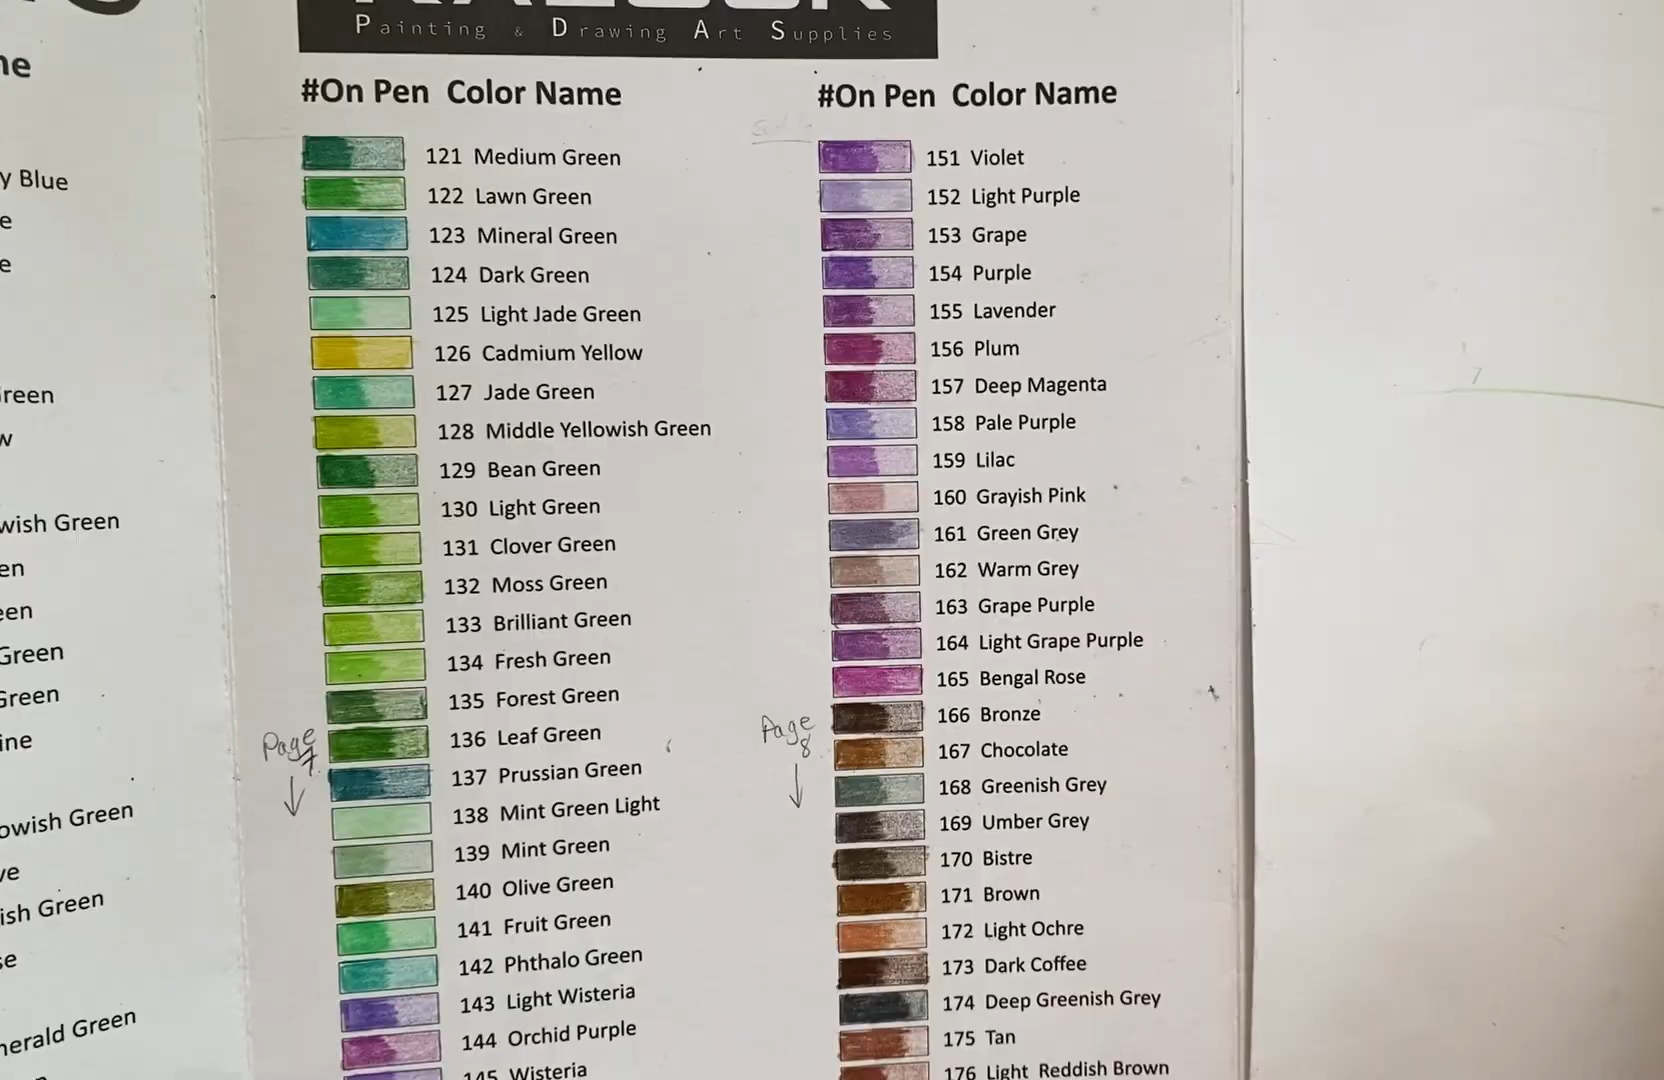 Painting & Drawing Art Supplies
y Blue
wish Green
Green
owish Green
ish Green
#On Pen Color Name
121 Medium Green
122 Lawn Green
123 Mineral Green
124 Dark Green
125 Light Jade Green
126 Cadmium Yellow
127 Jade Green
128 Middle Yellowish Green
129 Bean Green
130 Light Green
131 Clover Green
132 Moss Green
133 Brilliant Green
134 Fresh Green
135 Forest Green
136 Leaf Green
Page 7
137 Prussian Green
138 Mint Green Light
139 Mint Green
140 Olive Green
141 Fruit Green
142 Phthalo Green
143 Light Wisteria
144 Orchid Purple
145 Wisteria
#On Pen Color Name
151 Violet
152 Light Purple
153 Grape
154 Purple
155 Lavender
156 Plum
157 Deep Magenta
158 Pale Purple
159 Lilac
160 Grayish Pink
161 Green Grey
162 Warm Grey
163 Grape Purple
164 Light Grape Purple
165 Bengal Rose
166 Bronze
Page 8
167 Chocolate
168 Greenish Grey
169 Umber Grey
170 Bistre
171 Brown
172 Light Ochre
173 Dark Coffee
174 Deep Greenish Grey
175 Tan
176 Light Reddish Brown